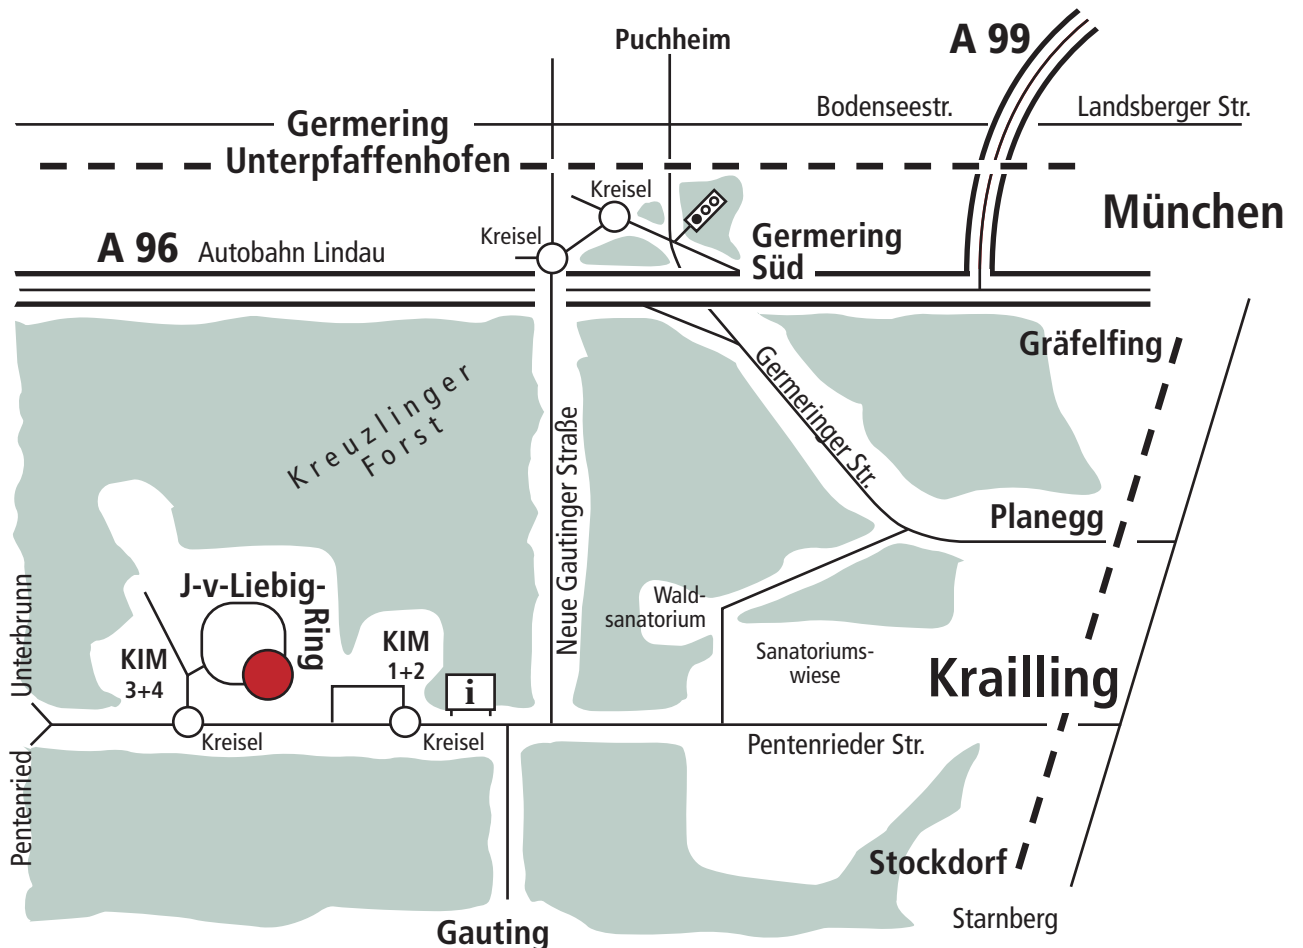 Puchheim
A 99
Bodenseestr.
Landsberger Str.
Germering
Unterpfaffenhofen
Kreisel
München
Kreisel
Germering
Süd
A 96 Autobahn Lindau
Gräfelfing
Kreuzlinger
Forst
Germeringer Str.
Neue Gautinger Straße
Planegg
J-v-Liebig-
Ring
Unterbrunn
Wald-
sanatorium
KIM
3+4
KIM
1+2
i
Sanatoriums-
wiese
Krailling
Kreisel
Kreisel
Pentenrieder Str.
Pentenried
Stockdorf
Starnberg
Gauting